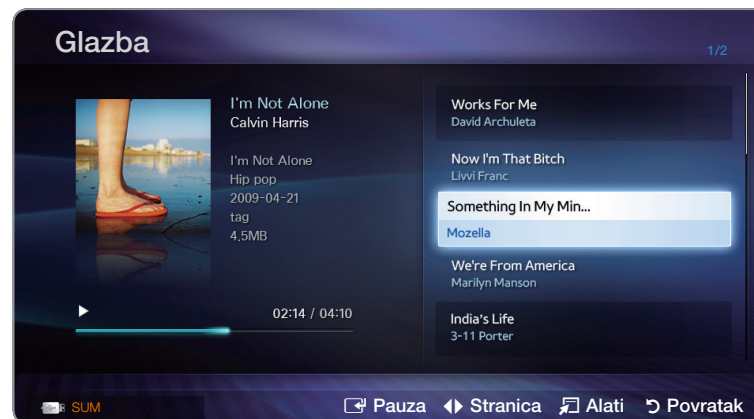 Glazba
1/2
I'm Not Alone
Calvin Harris
I'm Not Alone
Hip pop
2009-04-21
tag
4,5MB
02:14 / 04:10
Works For Me
David Archuleta
Now I'm That Bitch
Livvi Franc
Something In My Min...
Mozella
We're From America
Marilyn Manson
India's Life
3-11 Porter
SUM
Pauza Stranica Alati Povratak